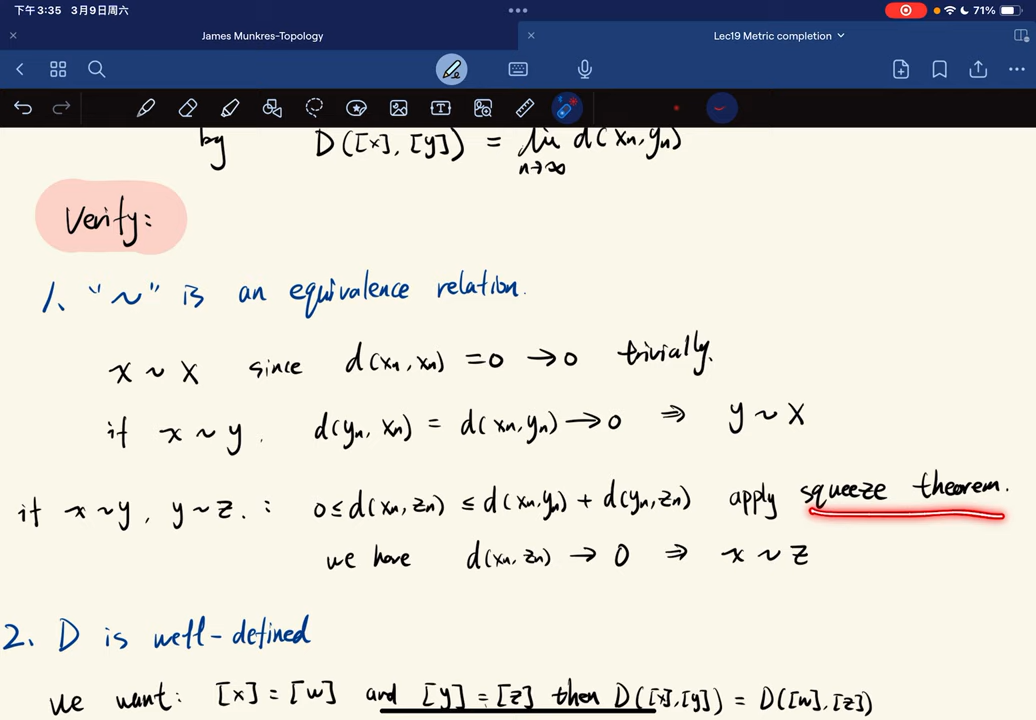 下午3:35 3月9日周六 71%
James Munkres-Topology Lec19 Metric completion
by D([x], [y]) = lim n→∞ d(xn, yn)
Verify:
1. "~" is an equivalence relation.
x ~ x since d(xn, xn) = 0 → 0 trivially.
if x ~ y. d(yn, xn) = d(xn, yn) → 0 ⇒ y ~ x
if x ~ y, y ~ z. : 0 ≤ d(xn, zn) ≤ d(xn, yn) + d(yn, zn) apply squeeze theorem.
we have d(xn, zn) → 0 ⇒ x ~ z
2. D is well-defined
we want: [x] = [w] and [y] = [z] then D([x], [y]) = D([w], [z])